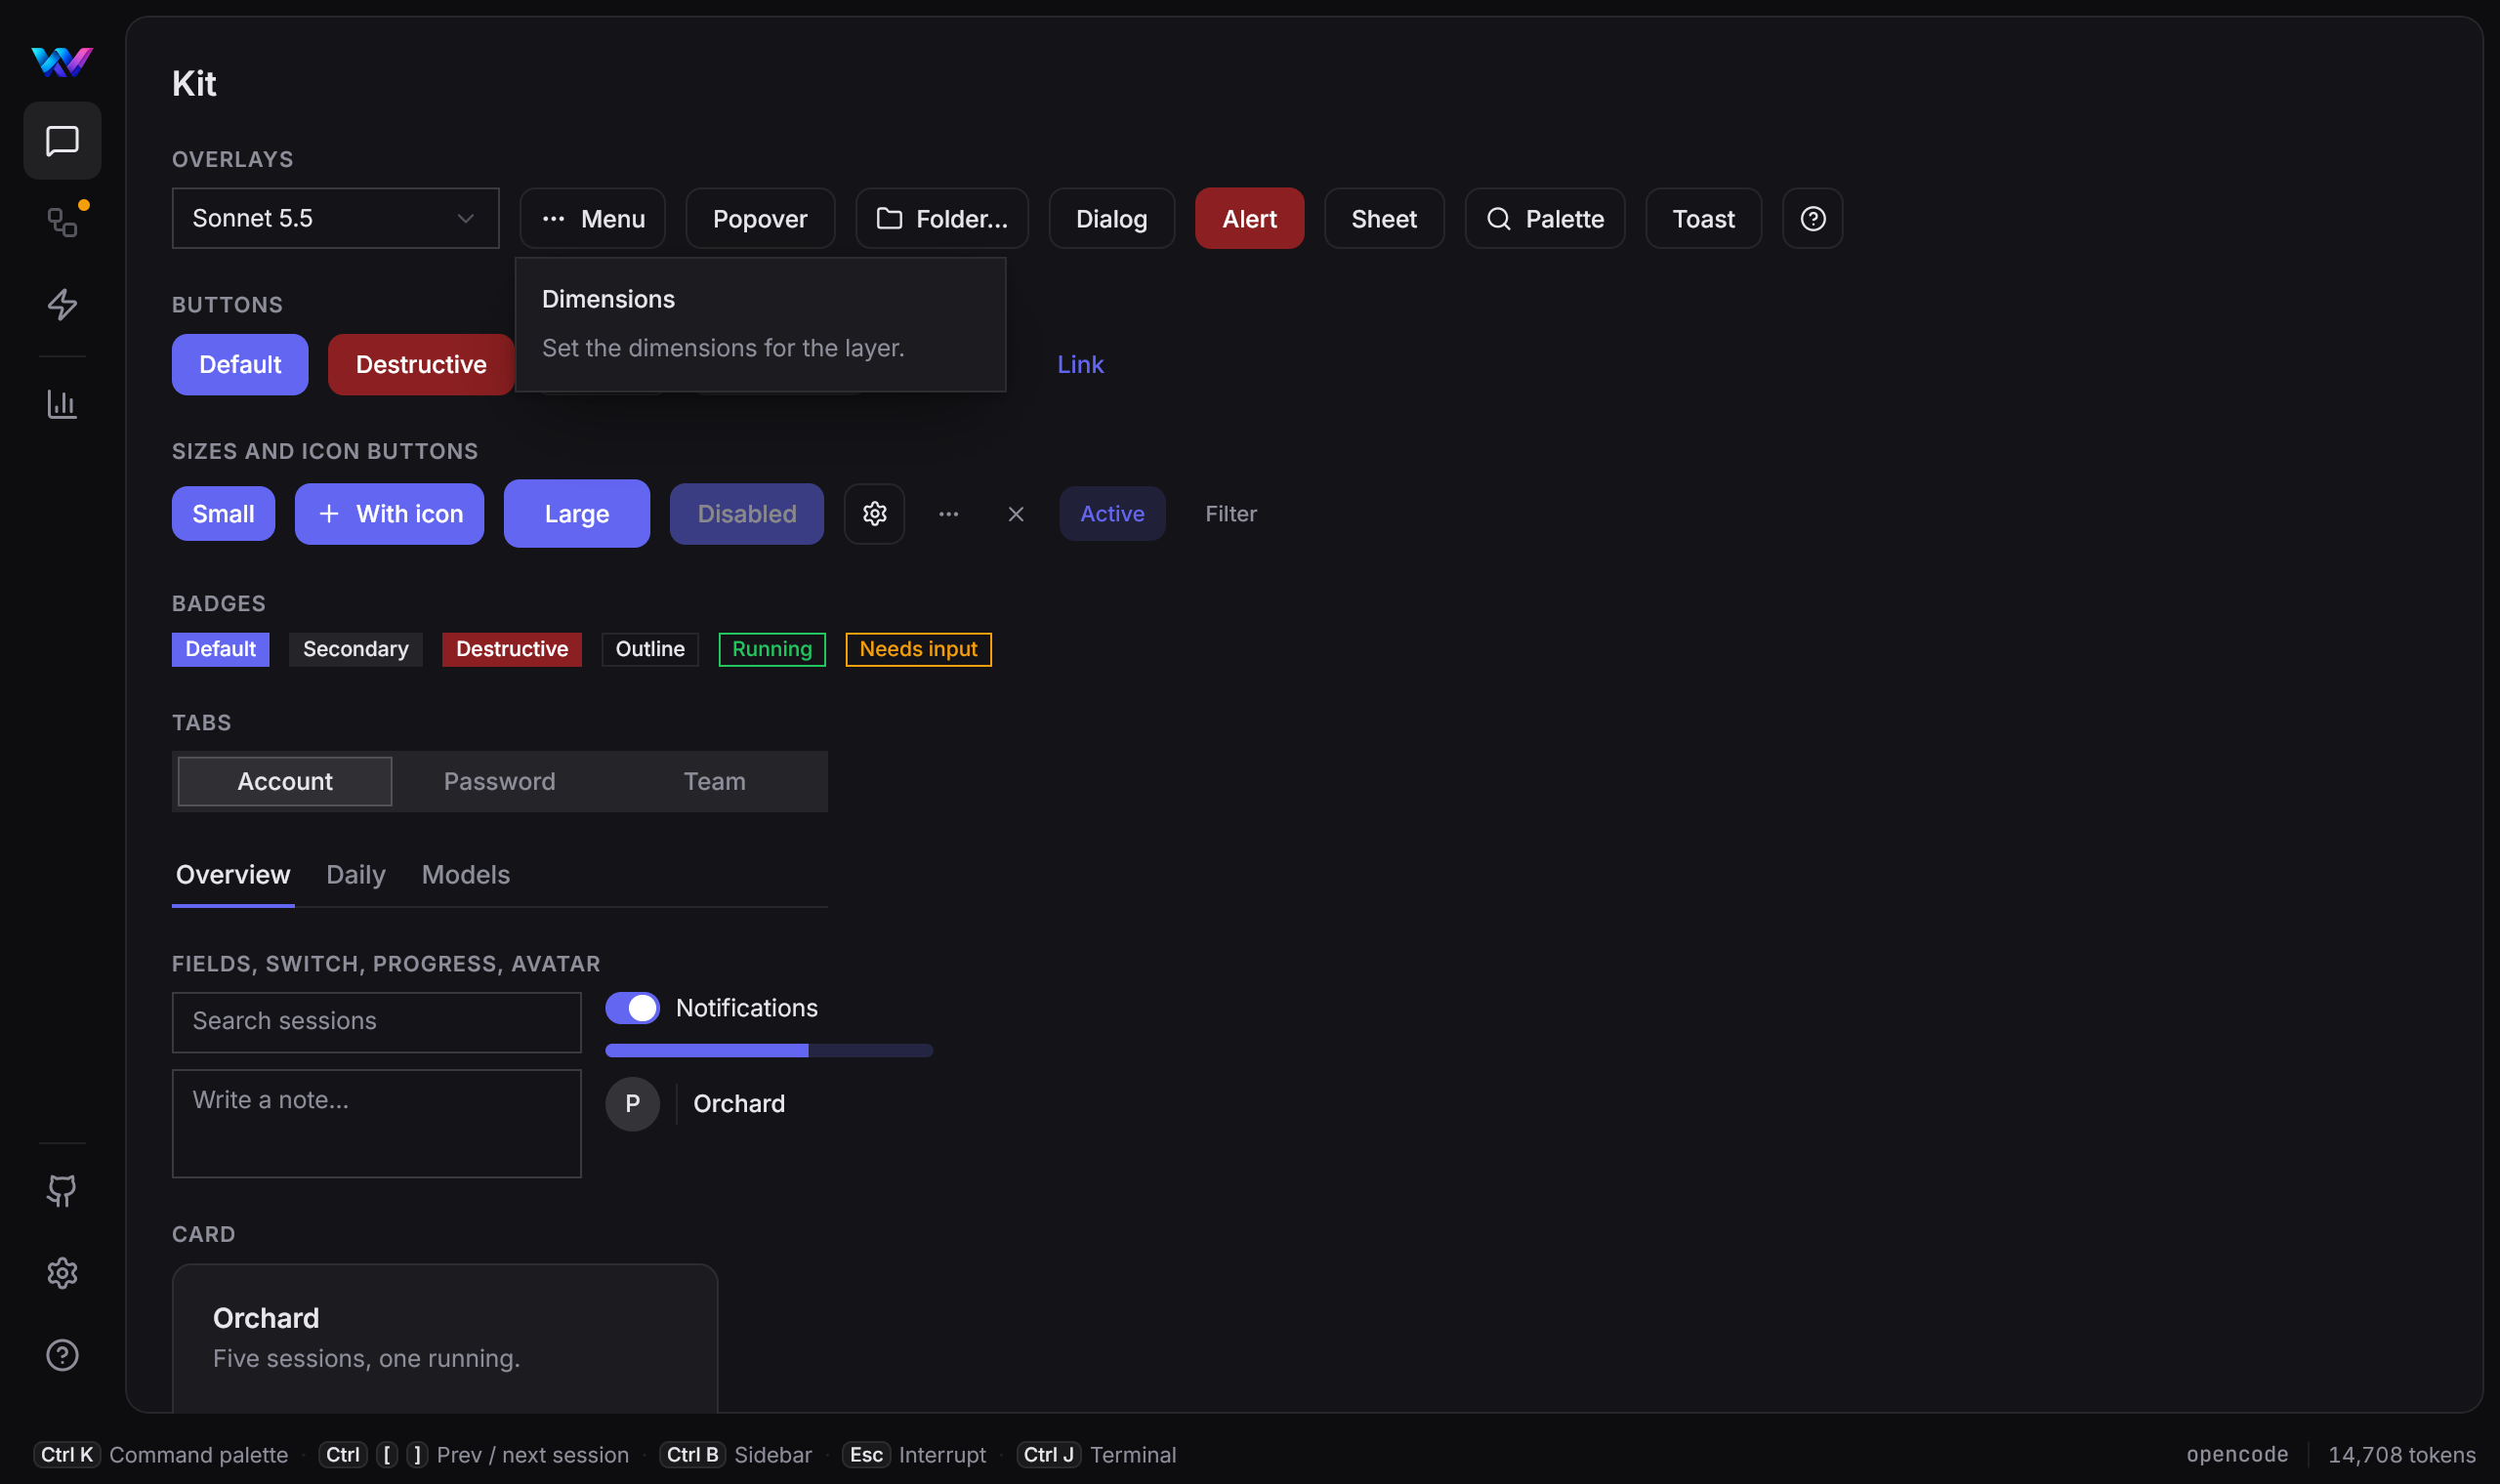 Kit
OVERLAYS
Sonnet 5.5
Menu
Popover
Folder...
Dialog
Alert
Sheet
Palette
Toast
Dimensions
Set the dimensions for the layer.
BUTTONS
Default
Destructive
Link
SIZES AND ICON BUTTONS
Small
With icon
Large
Disabled
Active
Filter
BADGES
Default
Secondary
Destructive
Outline
Running
Needs input
TABS
Account
Password
Team
Overview
Daily
Models
FIELDS, SWITCH, PROGRESS, AVATAR
Search sessions
Notifications
Write a note...
P
Orchard
CARD
Orchard
Five sessions, one running.
Ctrl K Command palette · Ctrl [ ] Prev / next session · Ctrl B Sidebar · Esc Interrupt · Ctrl J Terminal
opencode
14,708 tokens